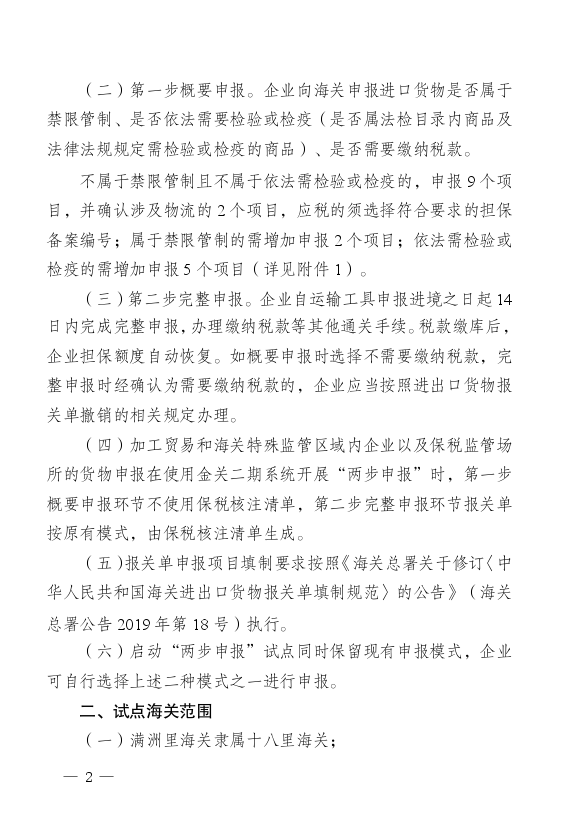 （二）第一步概要申报。企业向海关申报进口货物是否属于
禁限管制、是否依法需要检验或检疫（是否属法检目录内商品及
法律法规规定需检验或检疫的商品）、是否需要缴纳税款。
不属于禁限管制且不属于依法需检验或检疫的，申报 9 个项
目，并确认涉及物流的 2 个项目，应税的须选择符合要求的担保
备案编号；属于禁限管制的需增加申报 2 个项目；依法需检验或
检疫的需增加申报 5 个项目（详见附件 1）。
（三）第二步完整申报。企业自运输工具申报进境之日起 14
日内完成完整申报，办理缴纳税款等其他通关手续。税款缴库后，
企业担保额度自动恢复。如概要申报时选择不需要缴纳税款，完
整申报时经确认为需要缴纳税款的，企业应当按照进出口货物报
关单撤销的相关规定办理。
（四）加工贸易和海关特殊监管区域内企业以及保税监管场
所的货物申报在使用金关二期系统开展“两步申报”时，第一步
概要申报环节不使用保税核注清单，第二步完整申报环节报关单
按原有模式，由保税核注清单生成。
（五）报关单申报项目填制要求按照《海关总署关于修订〈中
华人民共和国海关进出口货物报关单填制规范〉的公告》（海关
总署公告 2019 年第 18 号）执行。
（六）启动“两步申报”试点同时保留现有申报模式，企业
可自行选择上述二种模式之一进行申报。
二、试点海关范围
（一）满洲里海关隶属十八里海关；
— 2 —